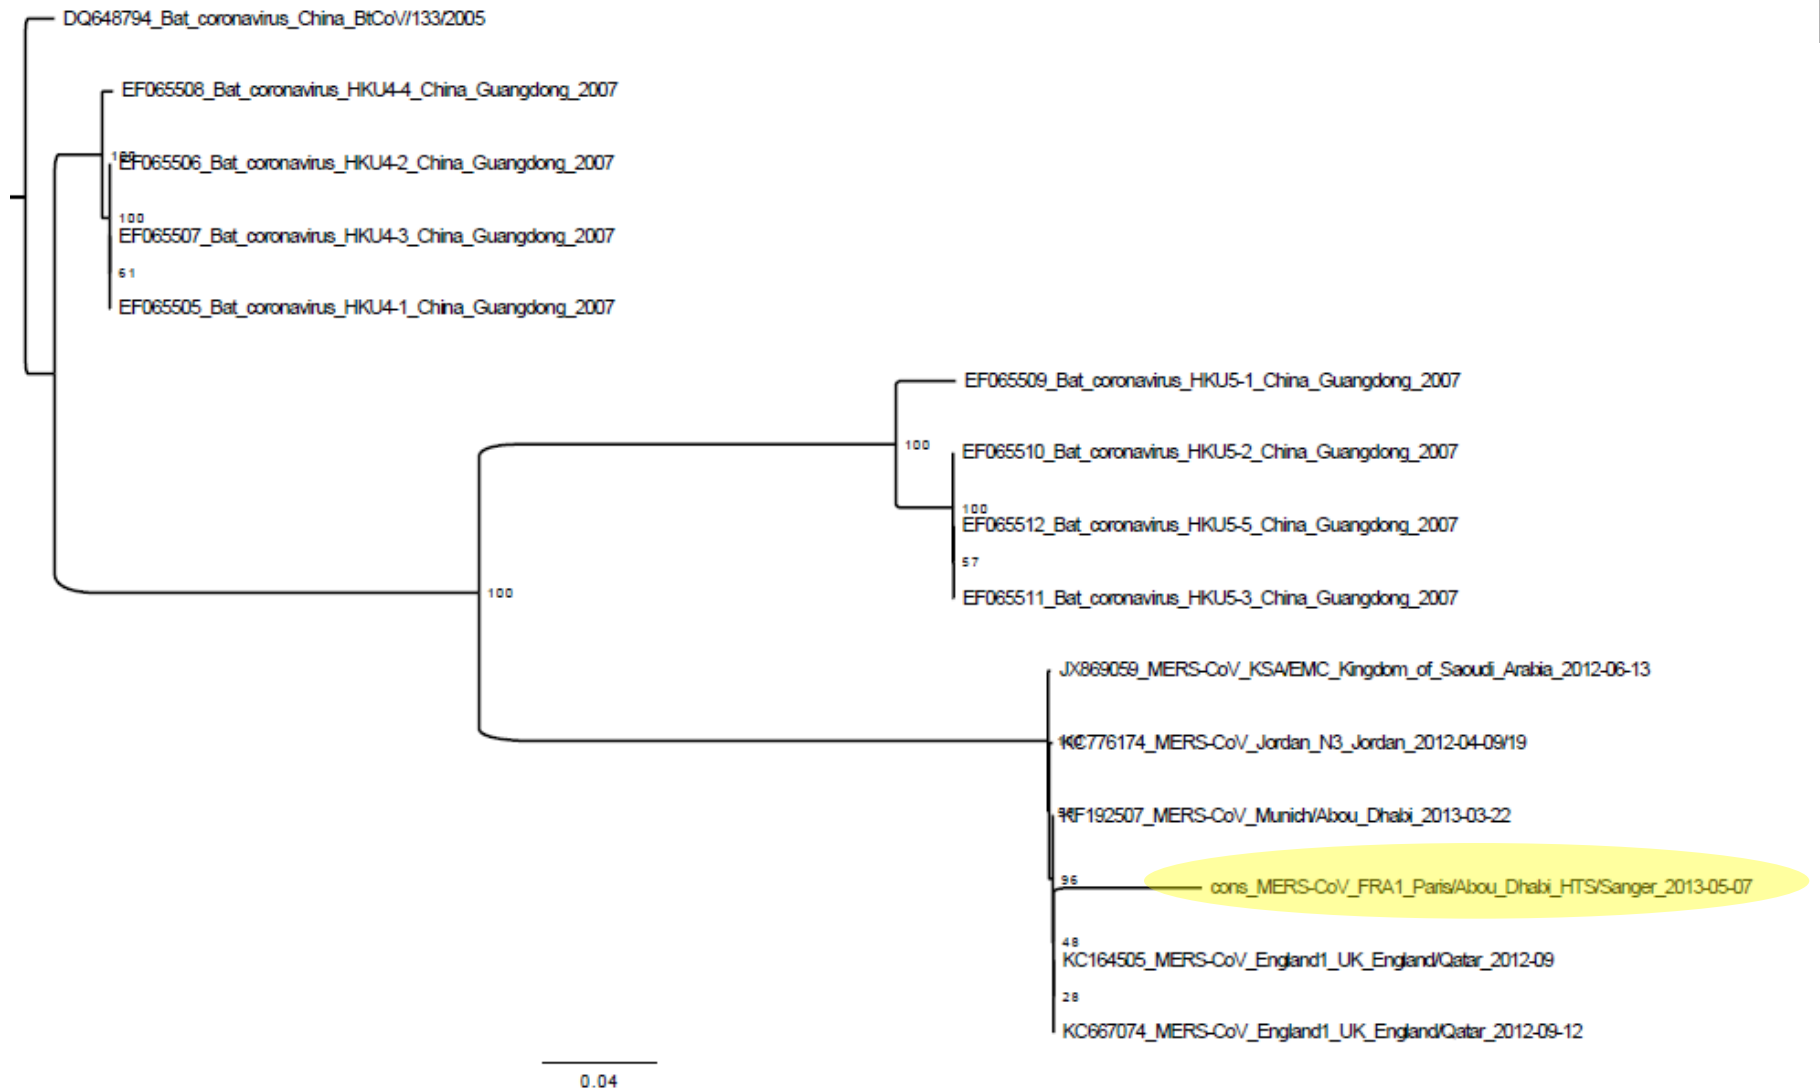 DQ648794_Bat_coronavirus_China_BtCoV/133/2005
EF065508_Bat_coronavirus_HKU4-4_China_Guangdong_2007
EF065506_Bat_coronavirus_HKU4-2_China_Guangdong_2007
100
EF065507_Bat_coronavirus_HKU4-3_China_Guangdong_2007
61
EF065505_Bat_coronavirus_HKU4-1_China_Guangdong_2007
EF065509_Bat_coronavirus_HKU5-1_China_Guangdong_2007
100
EF065510_Bat_coronavirus_HKU5-2_China_Guangdong_2007
100
EF065512_Bat_coronavirus_HKU5-5_China_Guangdong_2007
57
100
EF065511_Bat_coronavirus_HKU5-3_China_Guangdong_2007
JX869059_MERS-CoV_KSA/EMC_Kingdom_of_Saoudi_Arabia_2012-06-13
KC776174_MERS-CoV_Jordan_N3_Jordan_2012-04-09/19
KF192507_MERS-CoV_Munich/Abou_Dhabi_2013-03-22
96
cons_MERS-CoV_FRA1_Paris/Abou_Dhabi_HTS/Sanger_2013-05-07
48
KC164505_MERS-CoV_England1_UK_England/Qatar_2012-09
28
KC667074_MERS-CoV_England1_UK_England/Qatar_2012-09-12
0.04